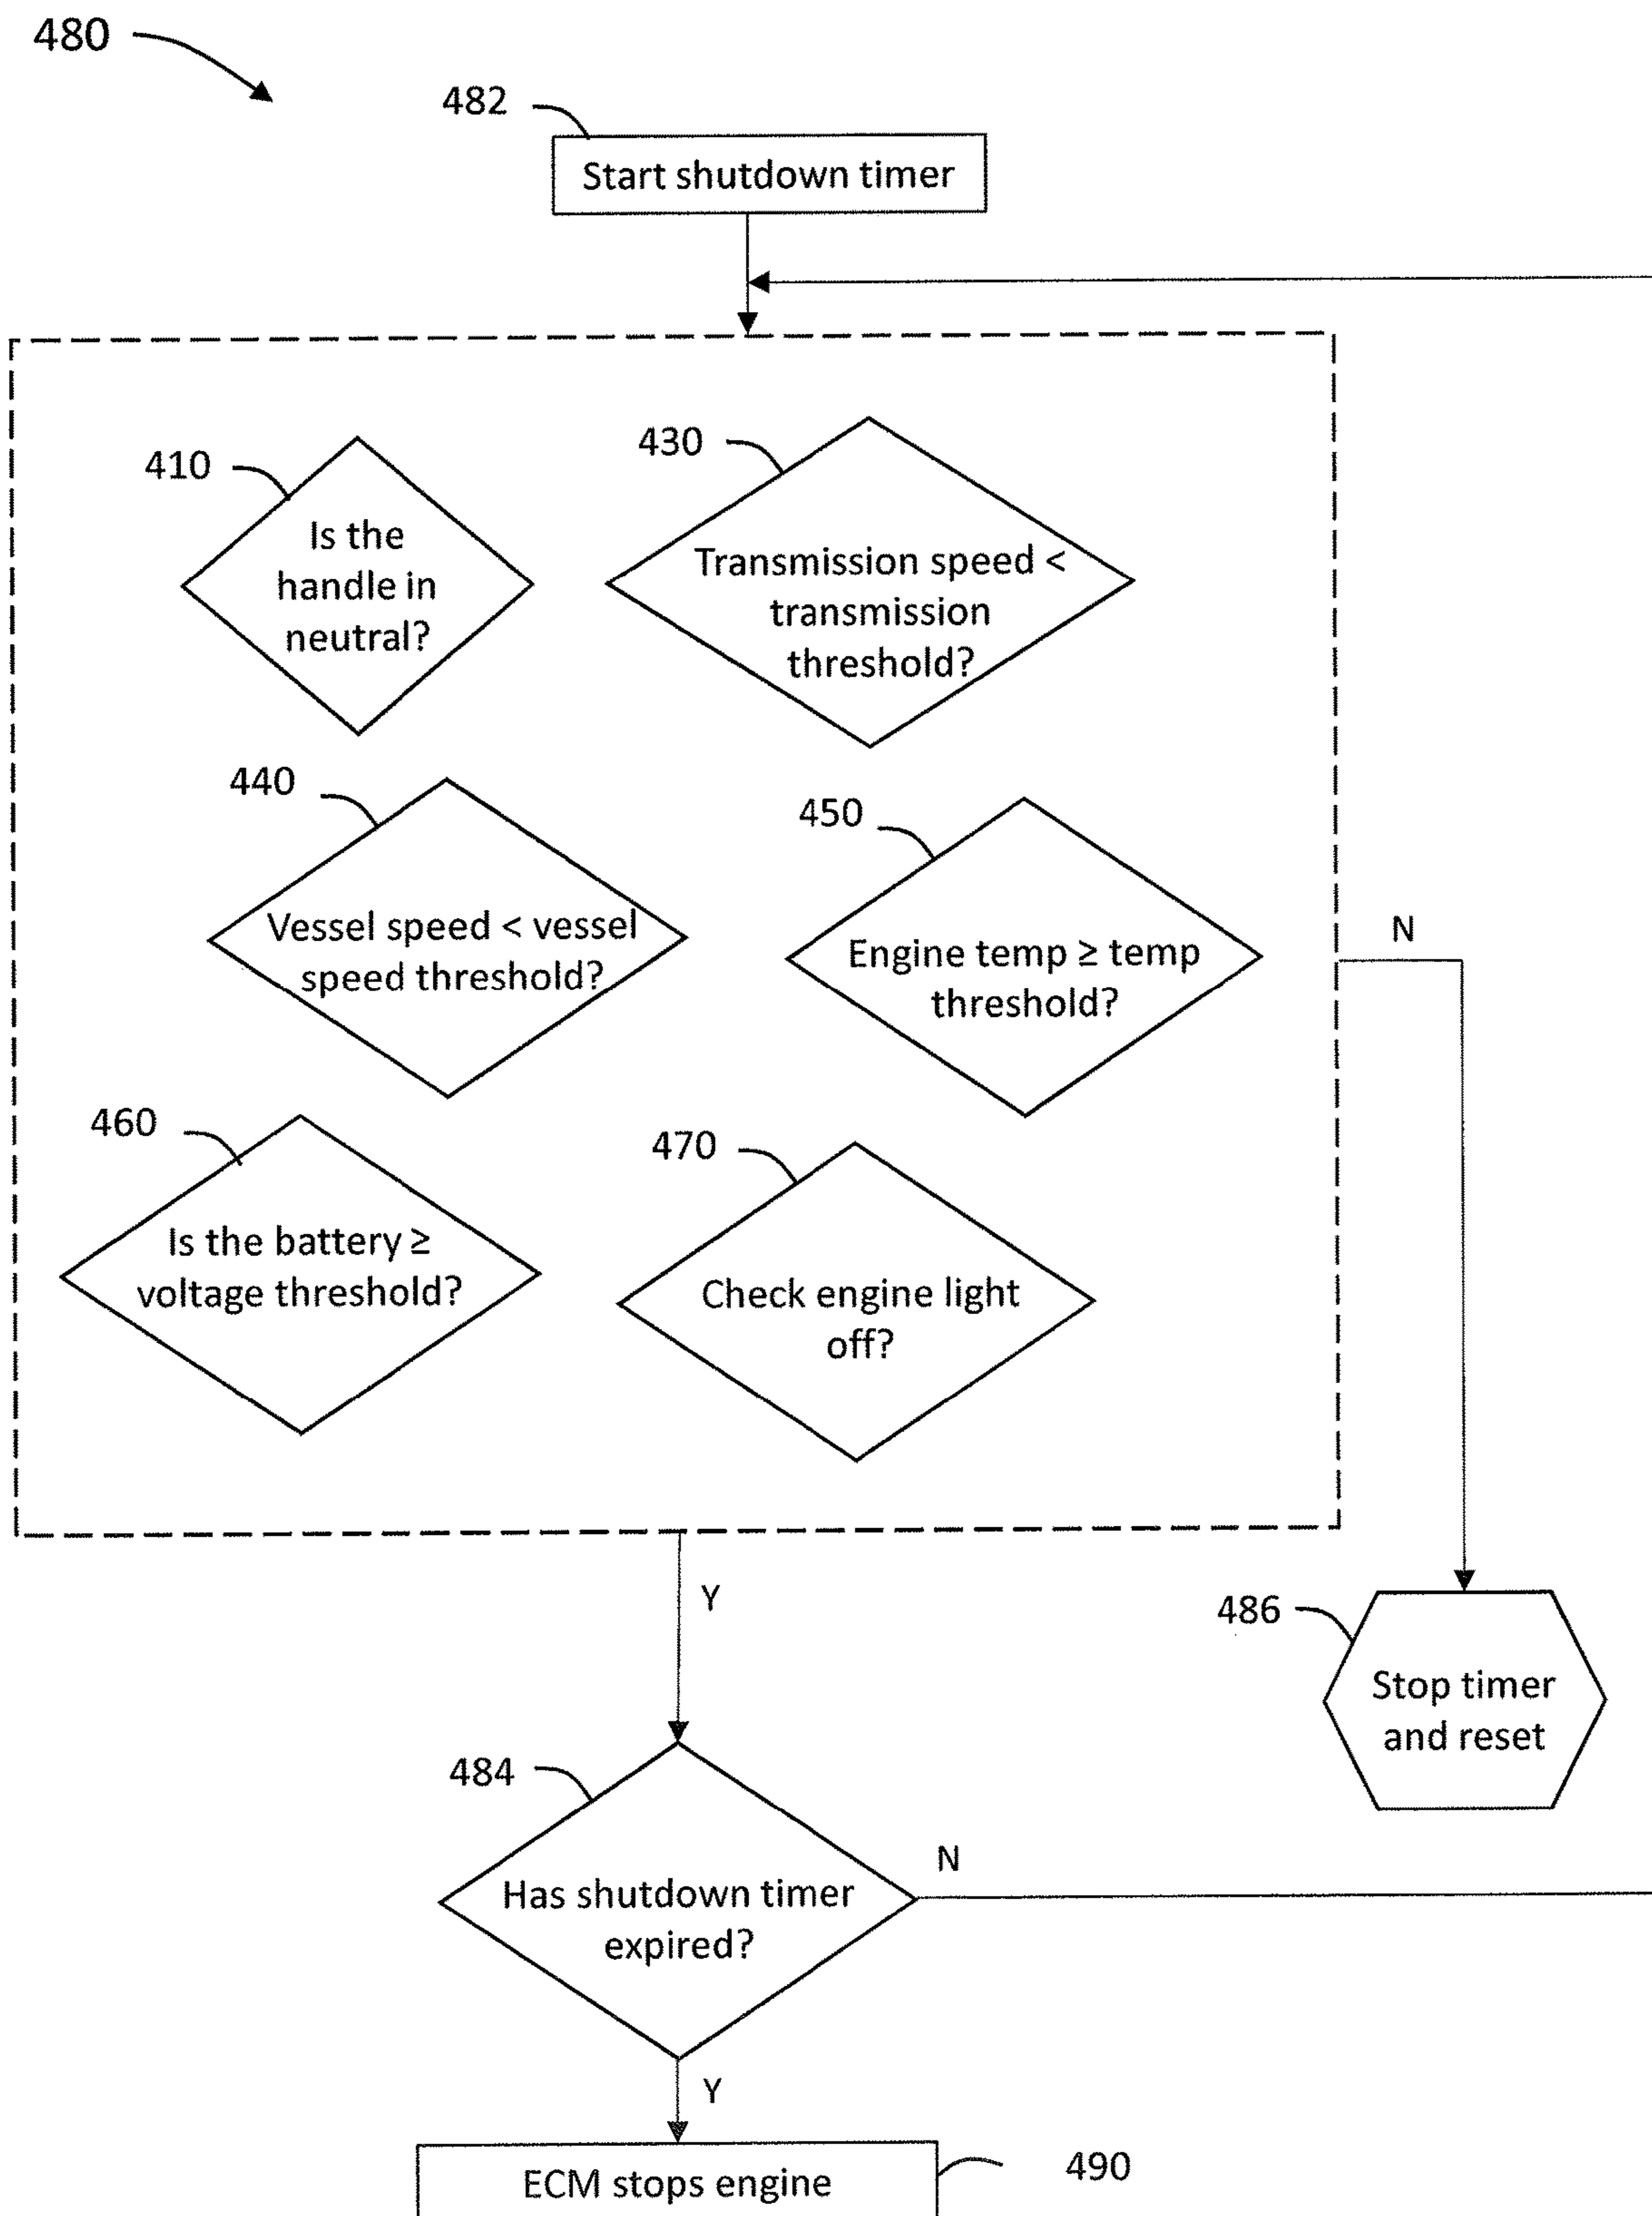 480
482
Start shutdown timer
410
Is the
handle in
neutral?
430
Transmission speed <
transmission
threshold?
440
Vessel speed < vessel
speed threshold?
450
Engine temp ≥ temp
threshold?
N
460
Is the battery ≥
voltage threshold?
470
Check engine light
off?
Y
486
Stop timer
and reset
484
Has shutdown timer
expired?
N
Y
ECM stops engine
490